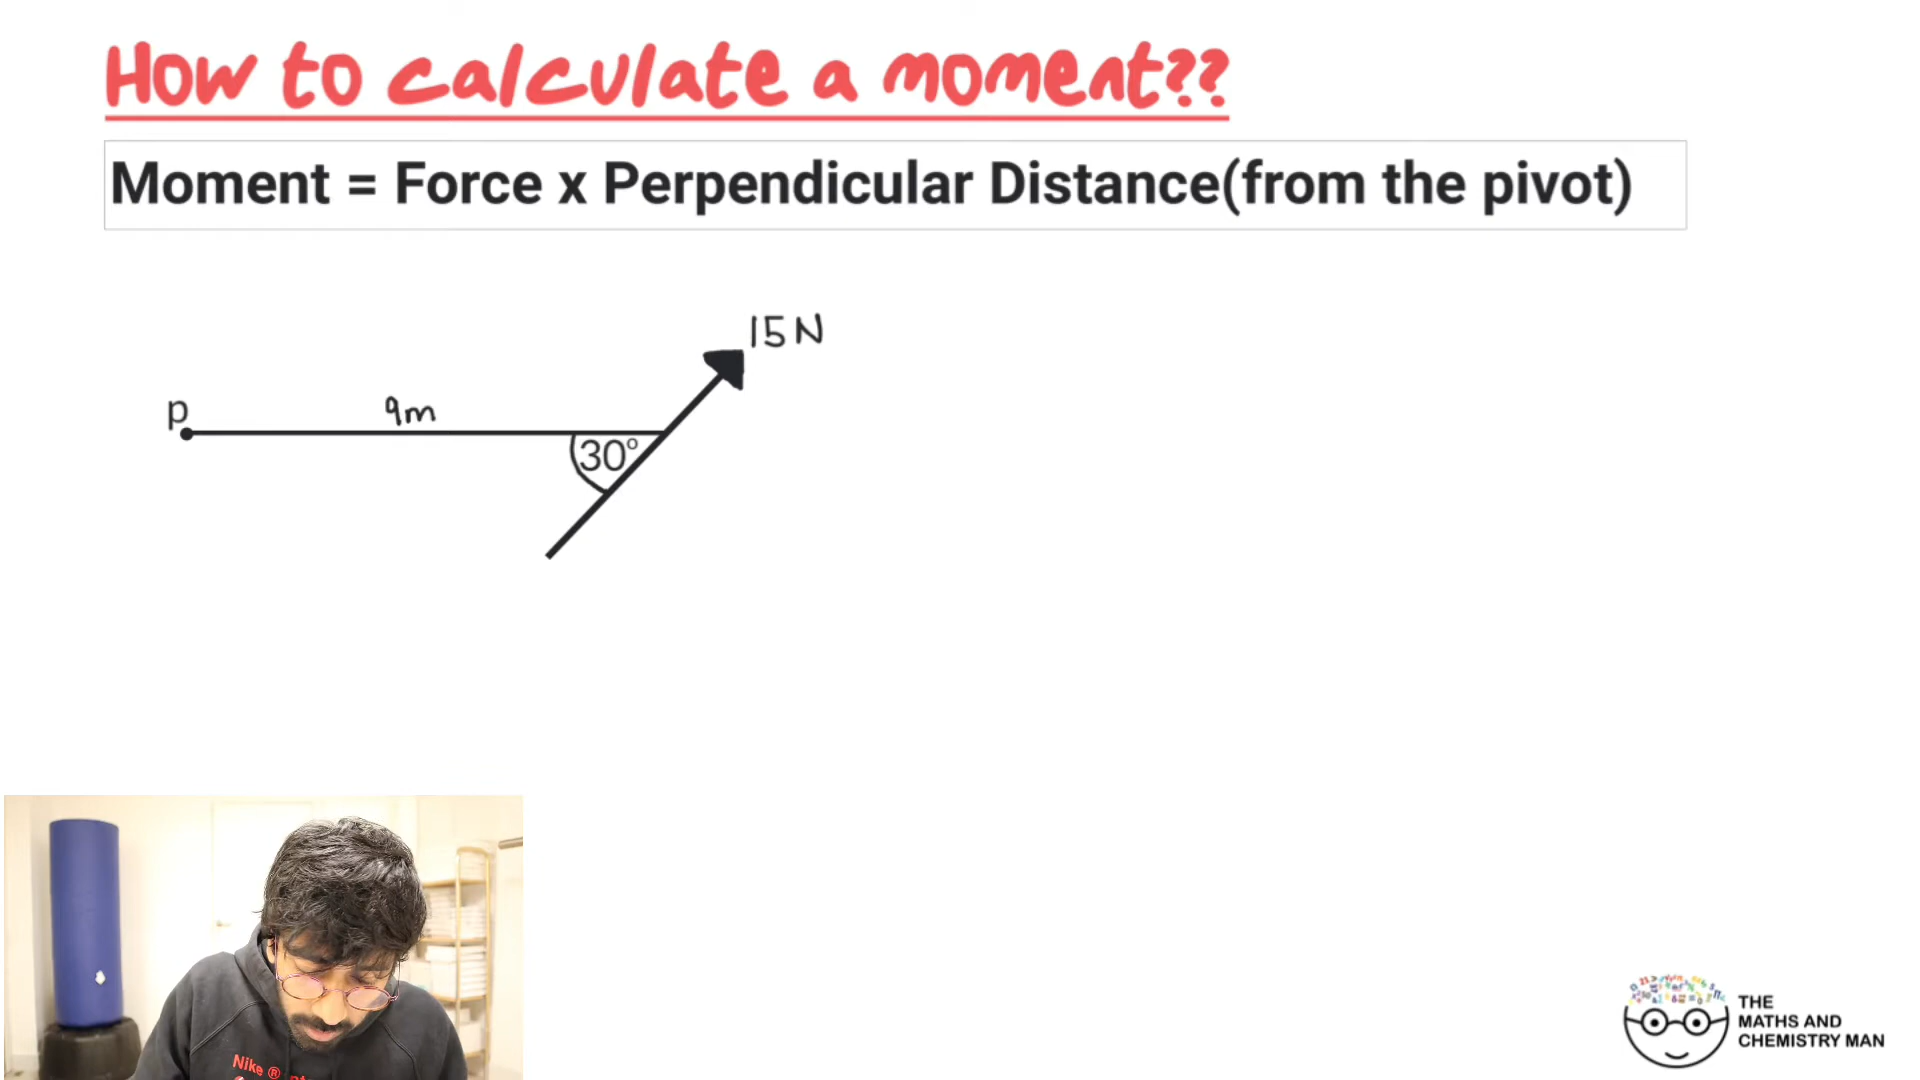 How to calculate a moment??
Moment = Force x Perpendicular Distance(from the pivot)
15N
P
9m
30°
Nike ®
THE
MATHS AND
CHEMISTRY MAN